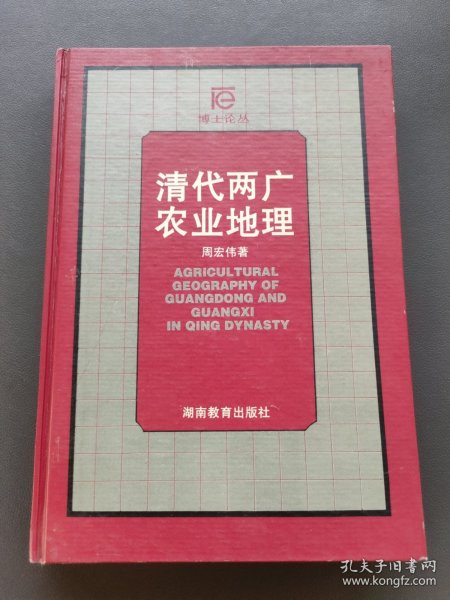 博士论丛
清代两广
农业地理
周宏伟著
AGRICULTURAL
GEOGRAPHY OF
GUANGDONG AND
GUANGXI
IN QING DYNASTY
湖南教育出版社
孔夫子旧书网
www.kongfz.com